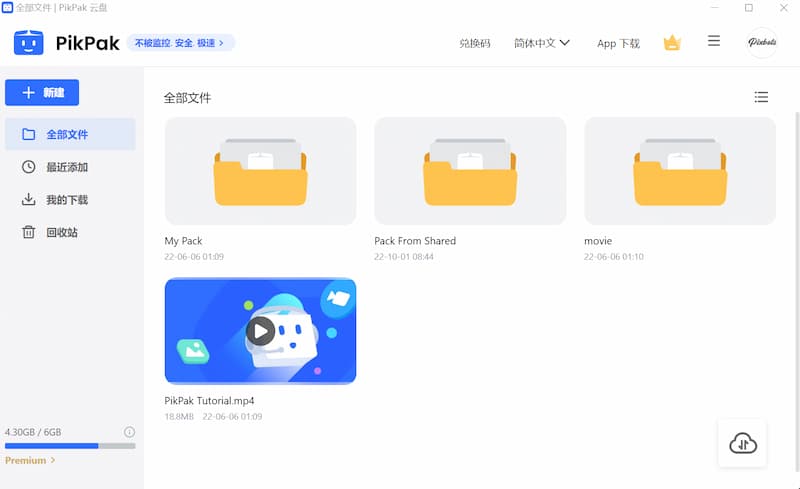 全部文件 | PikPak 云盘
PikPak
不被监控. 安全. 极速 >
兑换码
简体中文
App 下载
Pixbots
新建
全部文件
最近添加
我的下载
回收站
4.30GB / 6GB
Premium >
全部文件
My Pack
22-06-06 01:09
Pack From Shared
22-10-01 08:44
movie
22-06-06 01:10
PikPak Tutorial.mp4
18.8MB 22-06-06 01:09